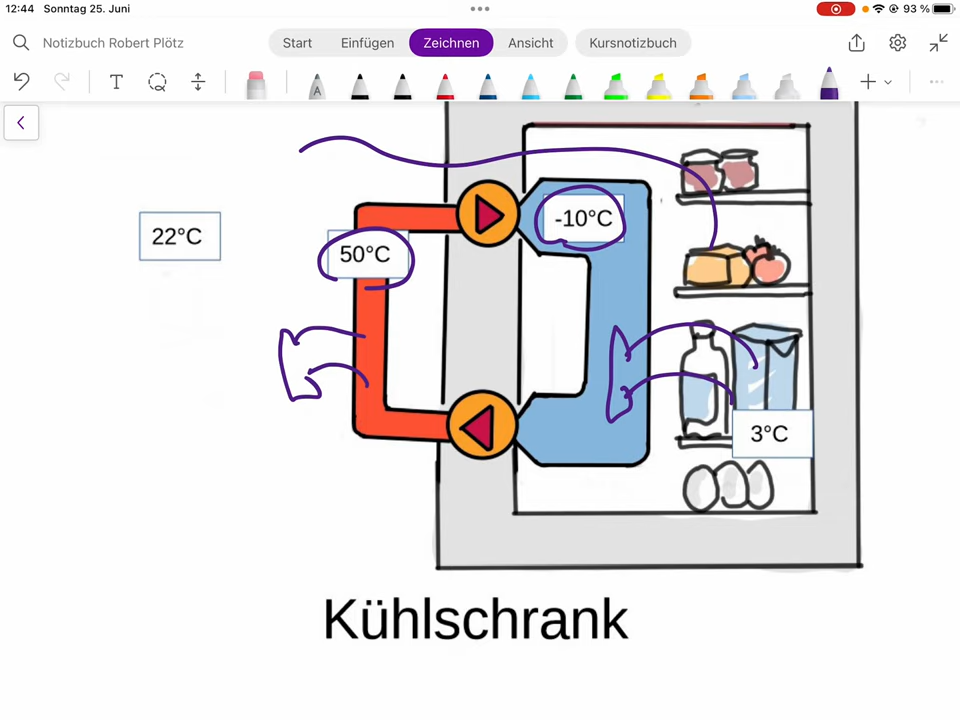 12:44 Sonntag 25. Juni
93 %
Notizbuch Robert Plötz
Start Einfügen Zeichnen Ansicht Kursnotizbuch
T
A
22°C
50°C
-10°C
3°C
Kühlschrank